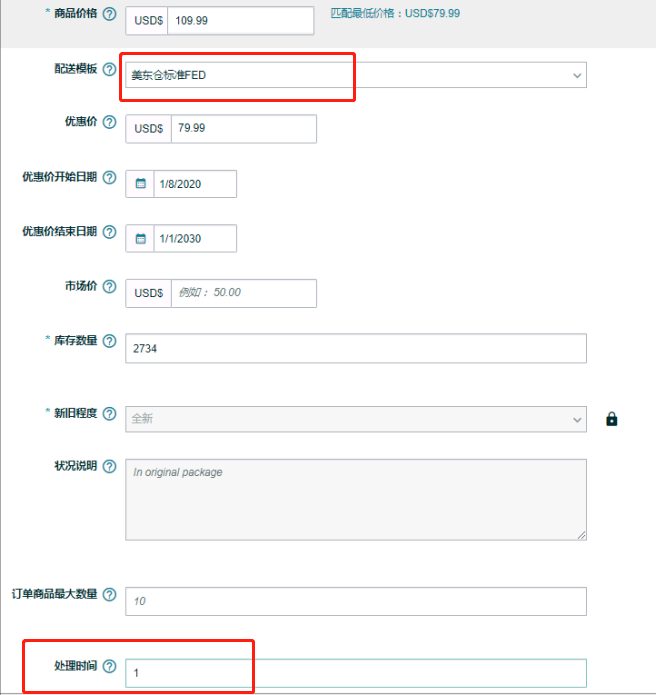 * 商品价格 ? USD$ 109.99 匹配最低价格：USD$79.99
配送模板 ? 美东仓标准FED
优惠价 ? USD$ 79.99
优惠价开始日期 ? 1/8/2020
优惠价结束日期 ? 1/1/2030
市场价 ? USD$ 例如： 50.00
* 库存数量 ? 2734
* 新旧程度 ? 全新
状况说明 ? In original package
订单商品最大数量 ? 10
处理时间 ? 1